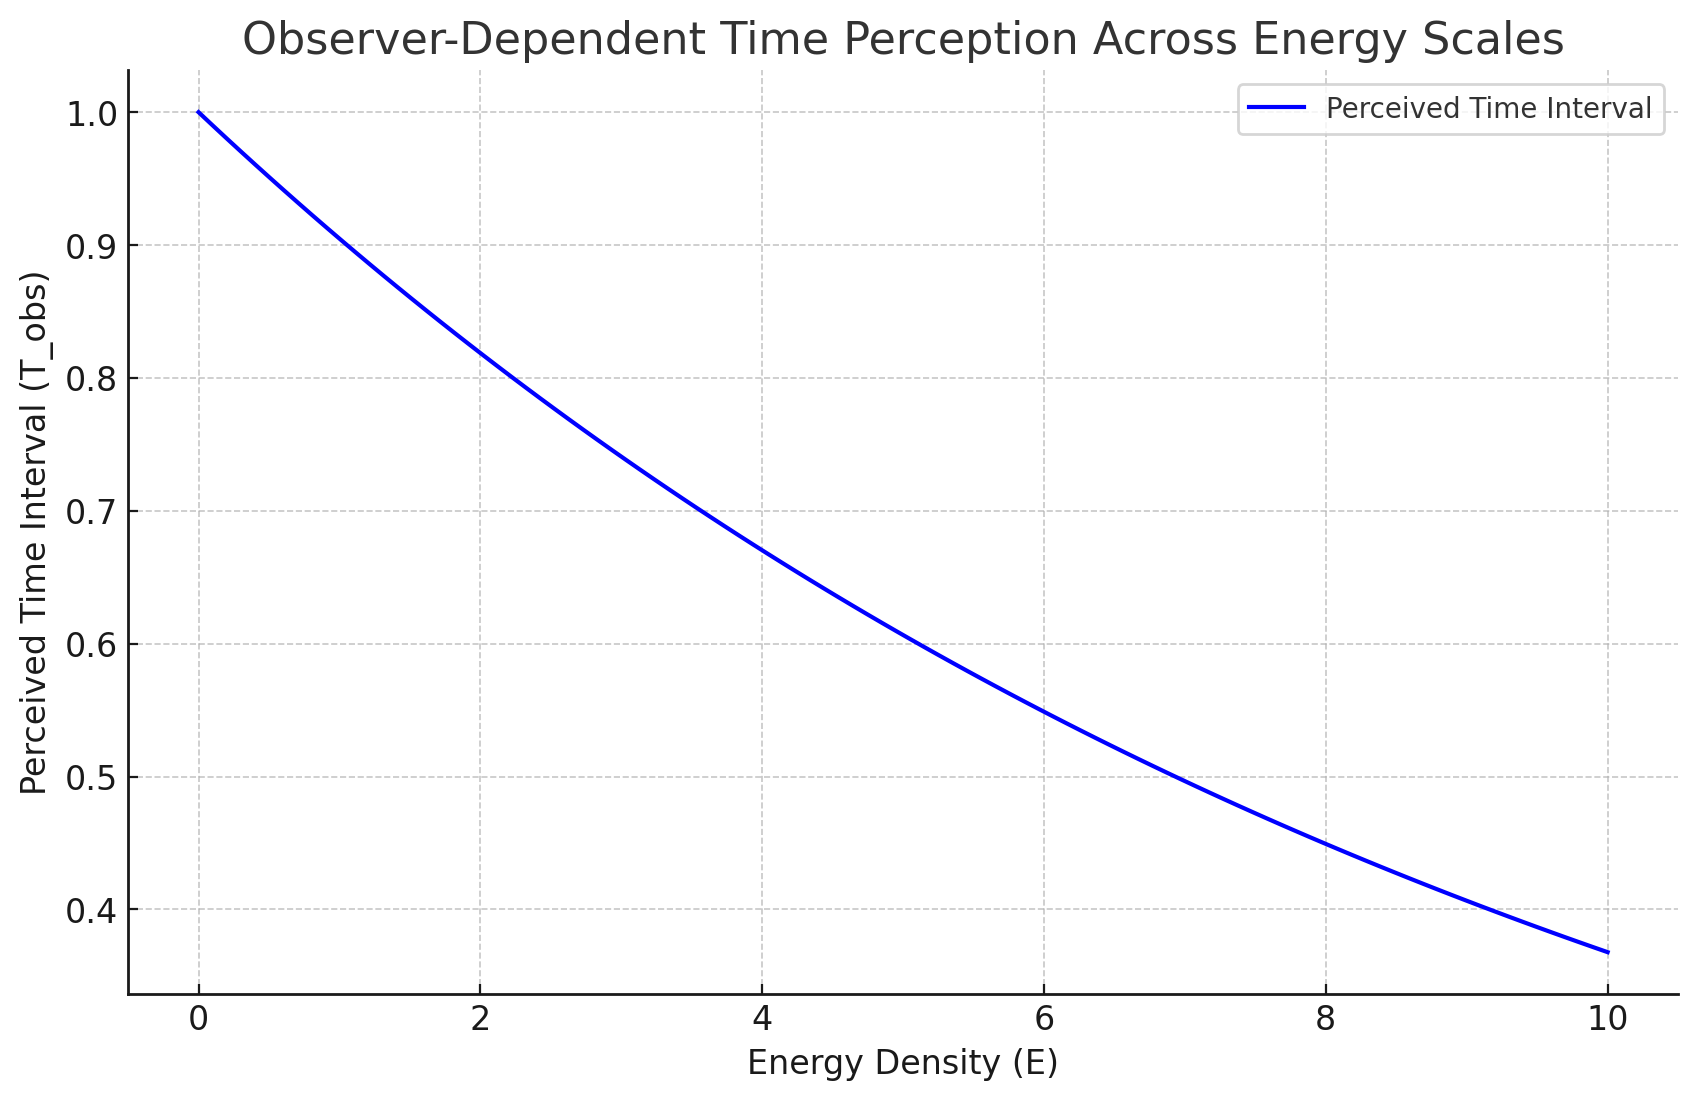 Observer-Dependent Time Perception Across Energy Scales
Perceived Time Interval
Perceived Time Interval (T_obs)
1.0
0.9
0.8
0.7
0.6
0.5
0.4
0 2 4 6 8 10
Energy Density (E)